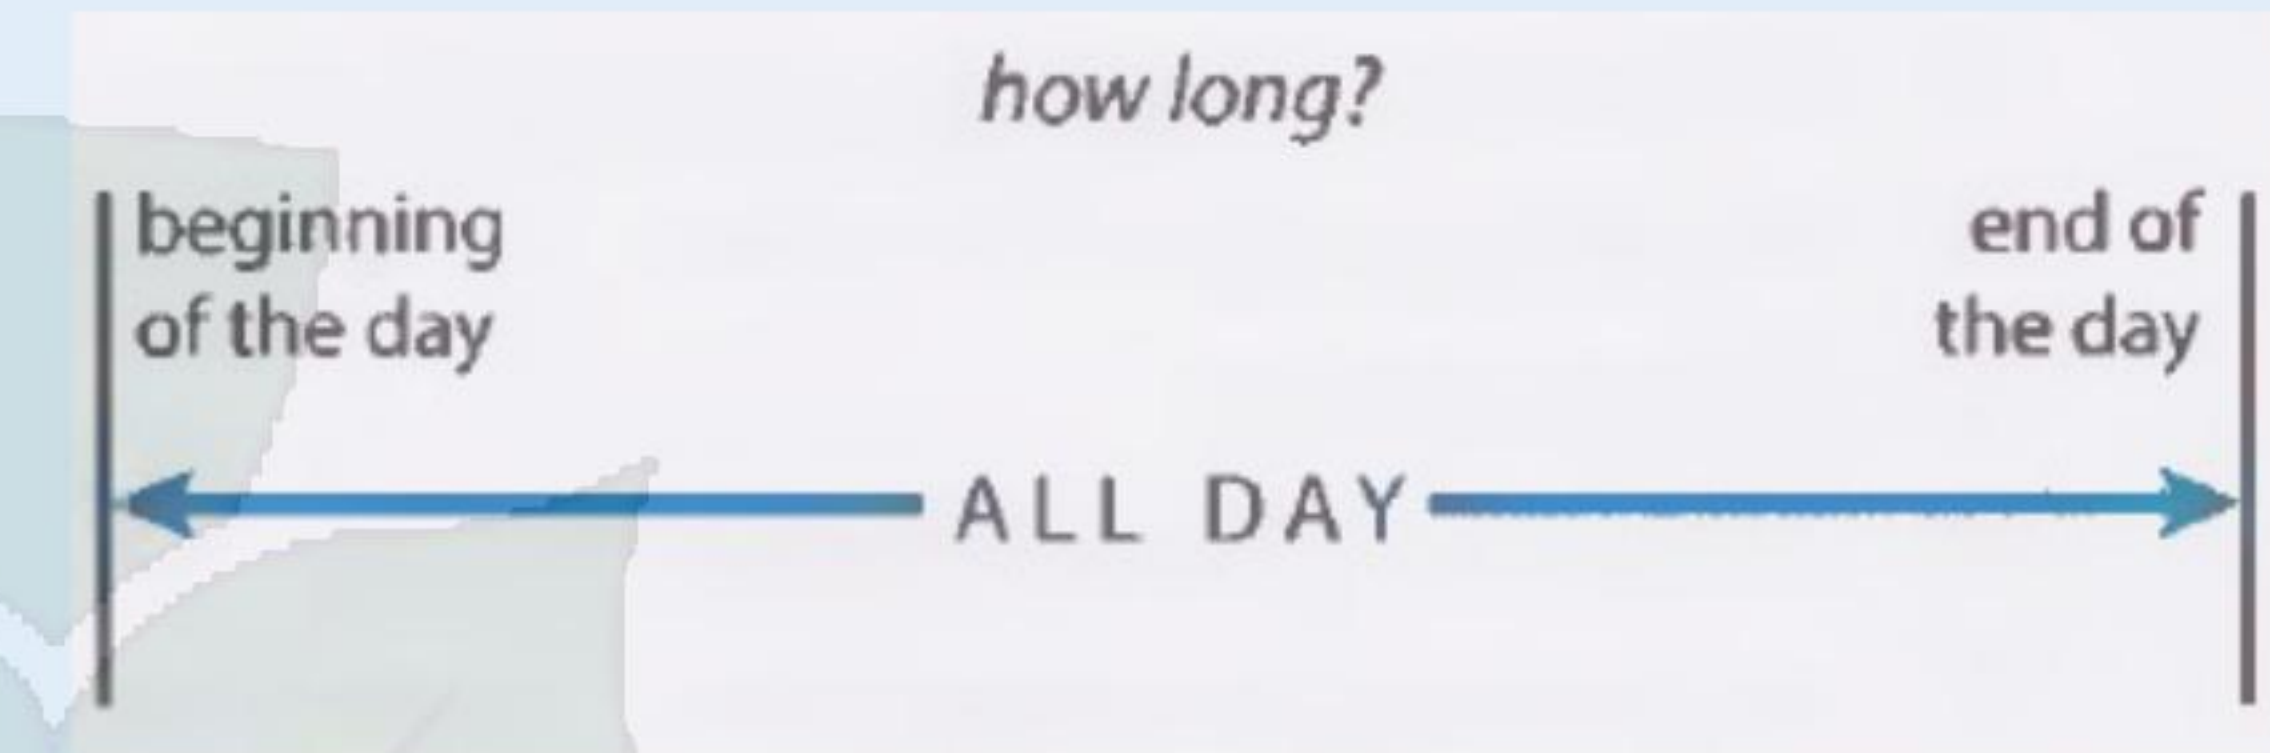 how long?
beginning
of the day
end of
the day
ALL DAY